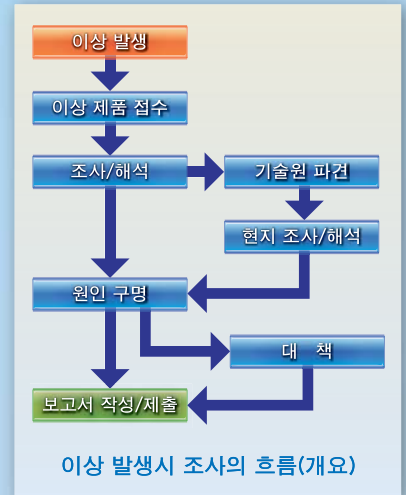 이상 발생
이상 제품 접수
조사/해석
기술원 파견
현지 조사/해석
원인 구명
대 책
보고서 작성/제출
이상 발생시 조사의 흐름(개요)